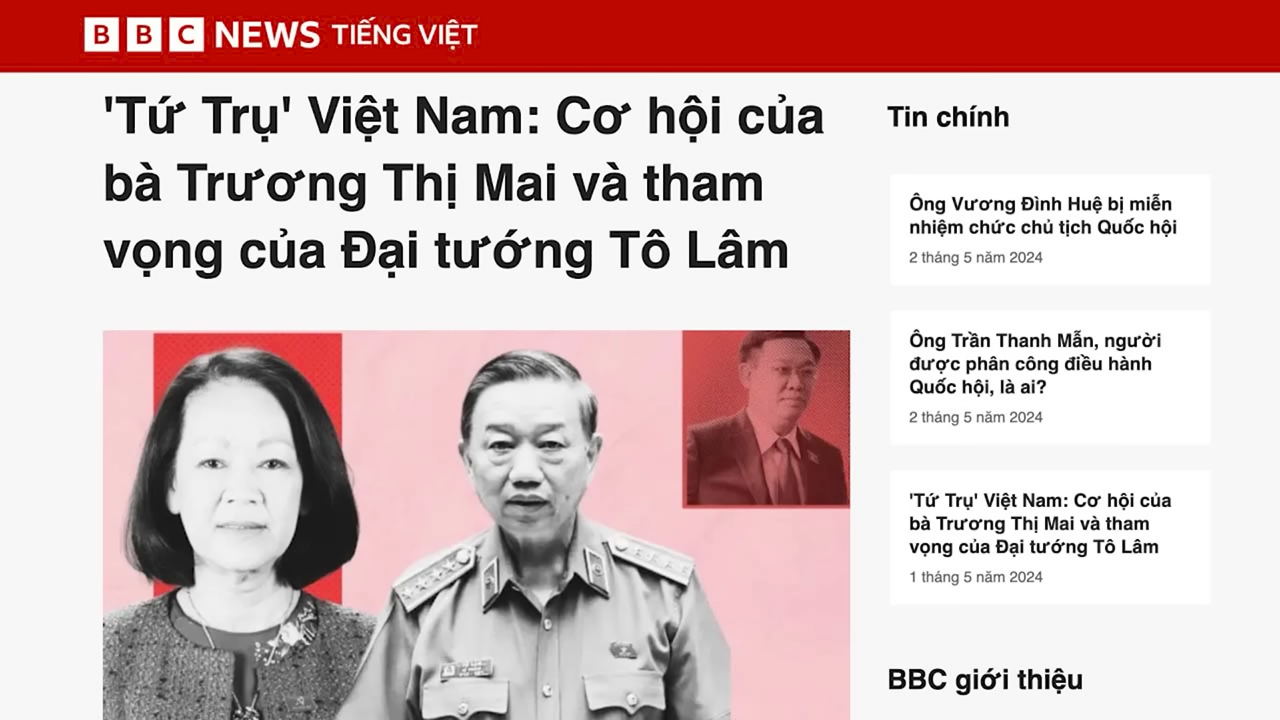 BBC NEWS TIẾNG VIỆT
'Tứ Trụ' Việt Nam: Cơ hội của
bà Trương Thị Mai và tham
vọng của Đại tướng Tô Lâm
Tin chính
Ông Vương Đình Huệ bị miễn
nhiệm chức chủ tịch Quốc hội
2 tháng 5 năm 2024
Ông Trần Thanh Mẫn, người
được phân công điều hành
Quốc hội, là ai?
2 tháng 5 năm 2024
'Tứ Trụ' Việt Nam: Cơ hội của
bà Trương Thị Mai và tham
vọng của Đại tướng Tô Lâm
1 tháng 5 năm 2024
BBC giới thiệu